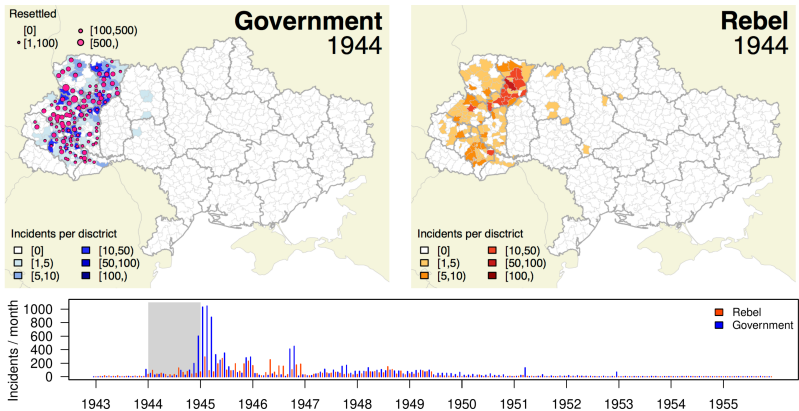 Resettled
[0]
[1,100)
[100,500)
[500,)
Government
1944
Incidents per disctrict
[0]
[1,5)
[5,10)
[10,50)
[50,100)
[100,)
Rebel
1944
Incidents per disctrict
[0]
[1,5)
[5,10)
[10,50)
[50,100)
[100,)
Incidents / month
1000
800
600
400
200
0
Rebel
Government
1943 1944 1945 1946 1947 1948 1949 1950 1951 1952 1953 1954 1955